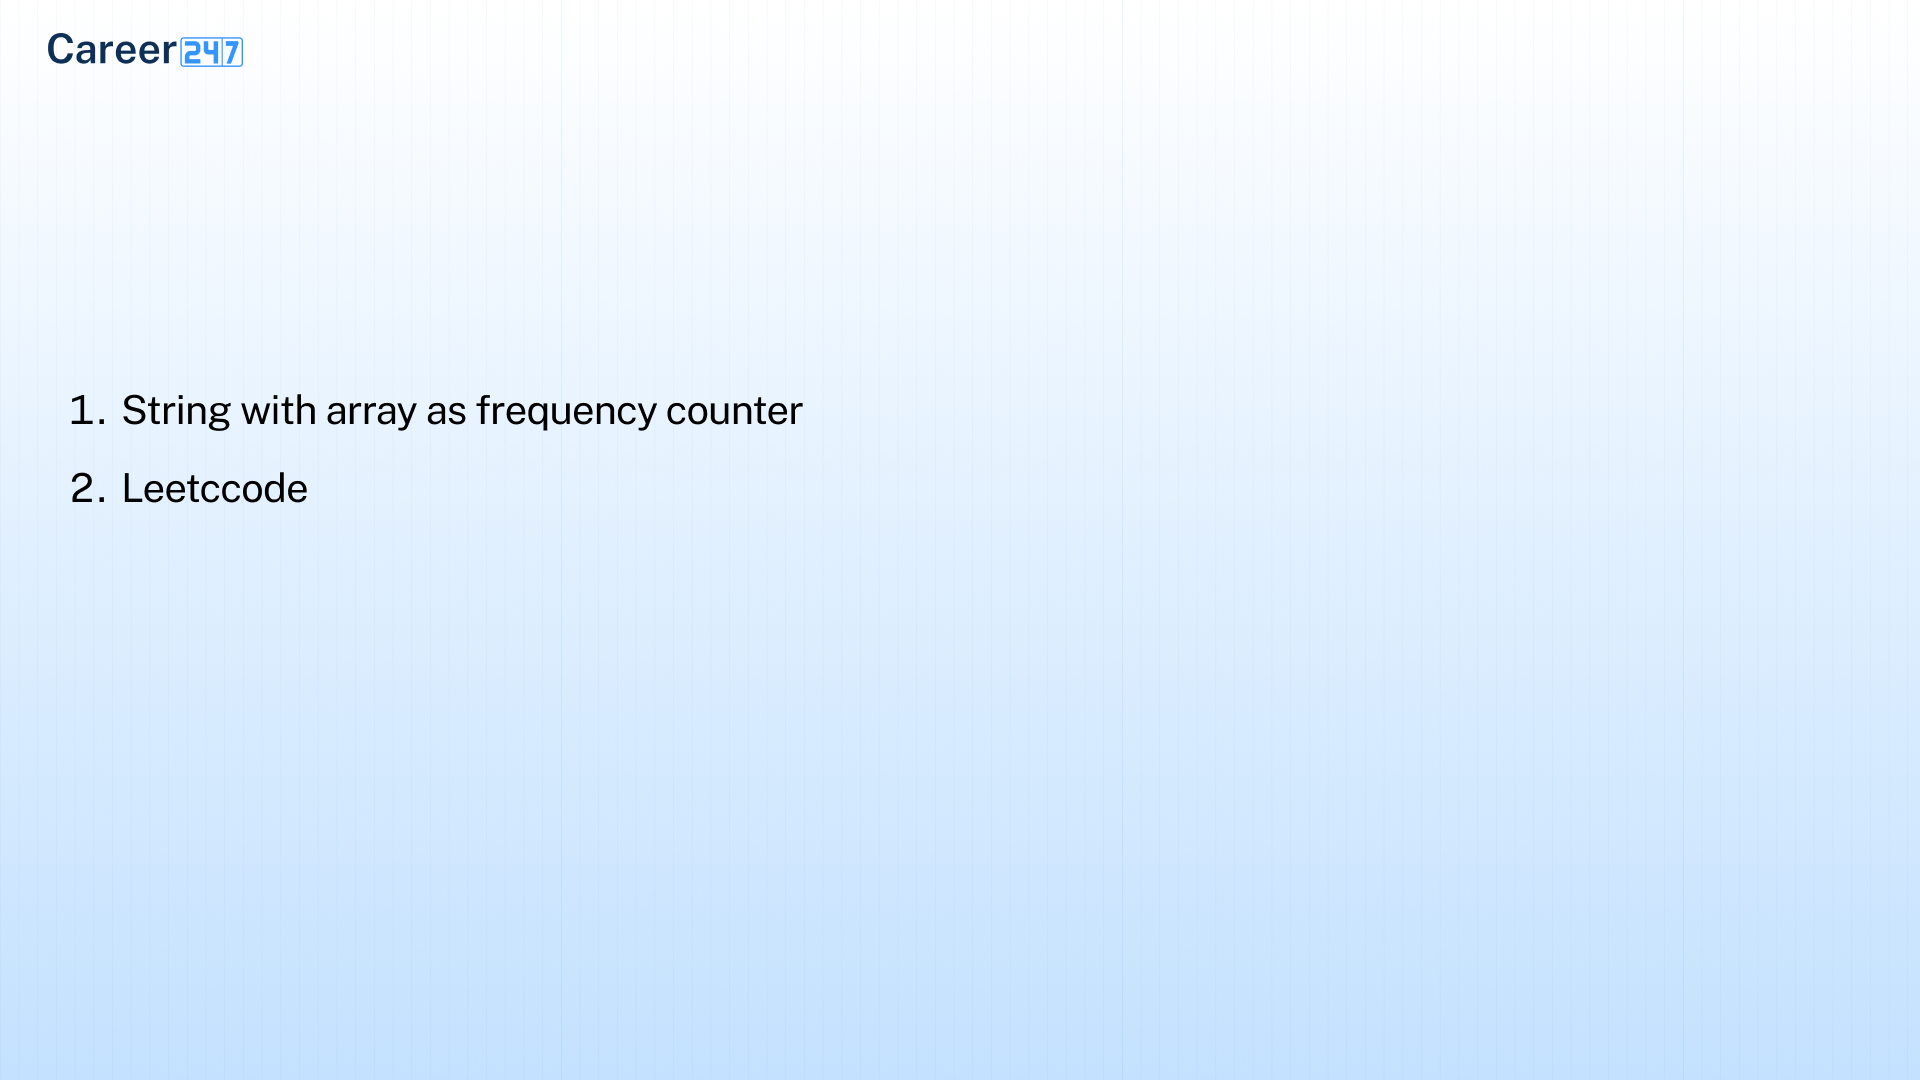 Career247
1. String with array as frequency counter
2. Leetccode